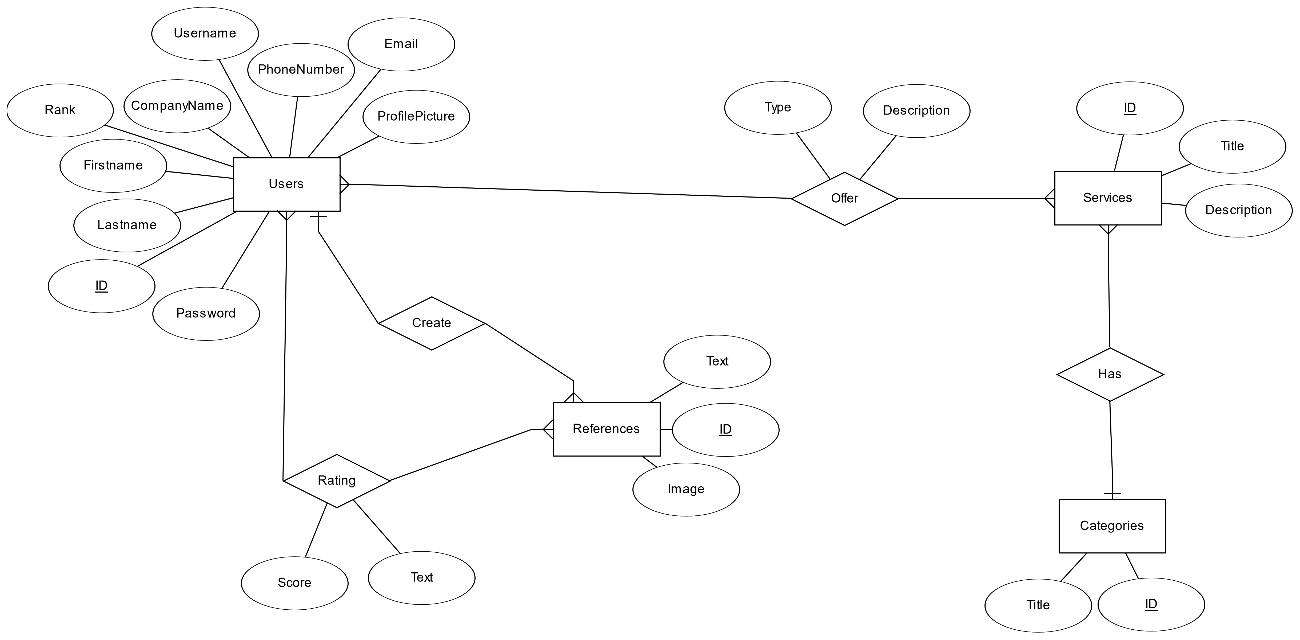 Username
Email
PhoneNumber
Rank
CompanyName
ProfilePicture
Firstname
Users
Lastname
ID
Password
Type
Description
Offer
ID
Title
Services
Description
Create
Text
References
ID
Image
Has
Rating
Score
Text
Categories
Title
ID